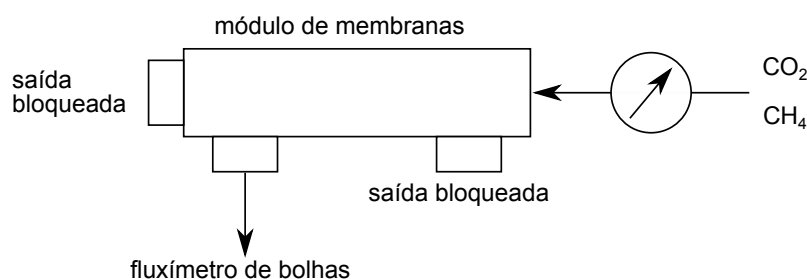 módulo de membranas
saída
bloqueada
CO₂
CH₄
saída bloqueada
fluxímetro de bolhas